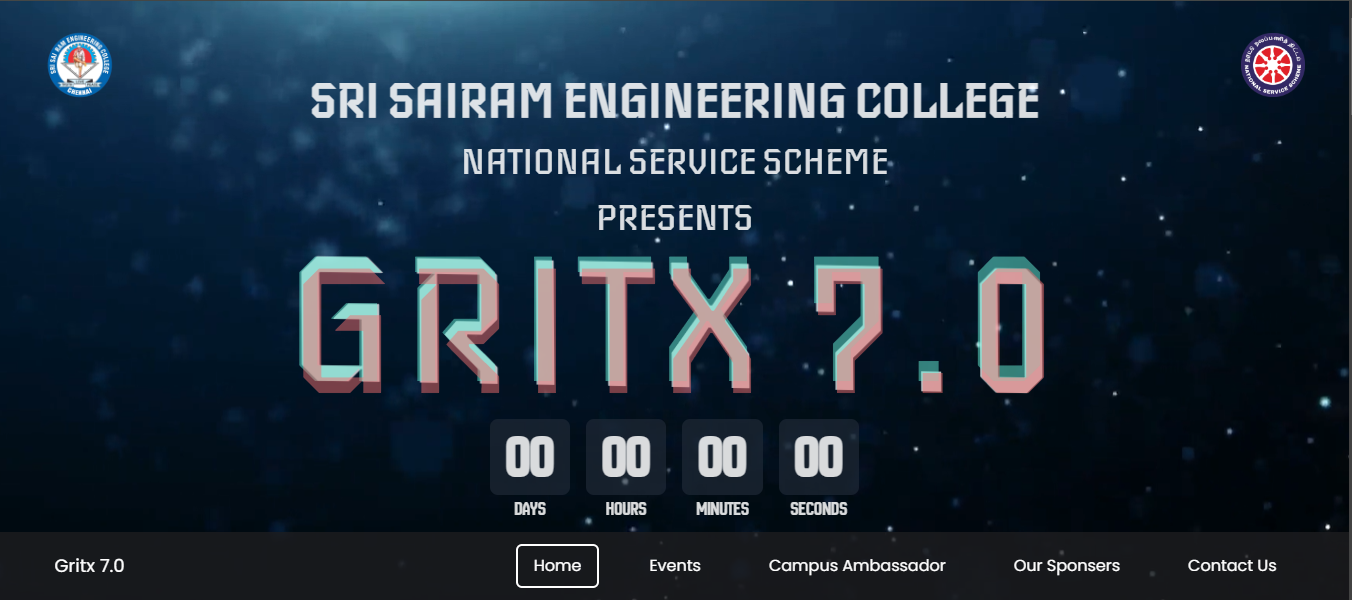 SRI SAI RAM ENGINEERING COLLEGE
CHENNAI
NATIONAL SERVICE SCHEME
SRI SAIRAM ENGINEERING COLLEGE
NATIONAL SERVICE SCHEME
PRESENTS
GRITX 7.0
00 00 00 00
DAYS HOURS MINUTES SECONDS
Gritx 7.0 Home Events Campus Ambassador Our Sponsers Contact Us